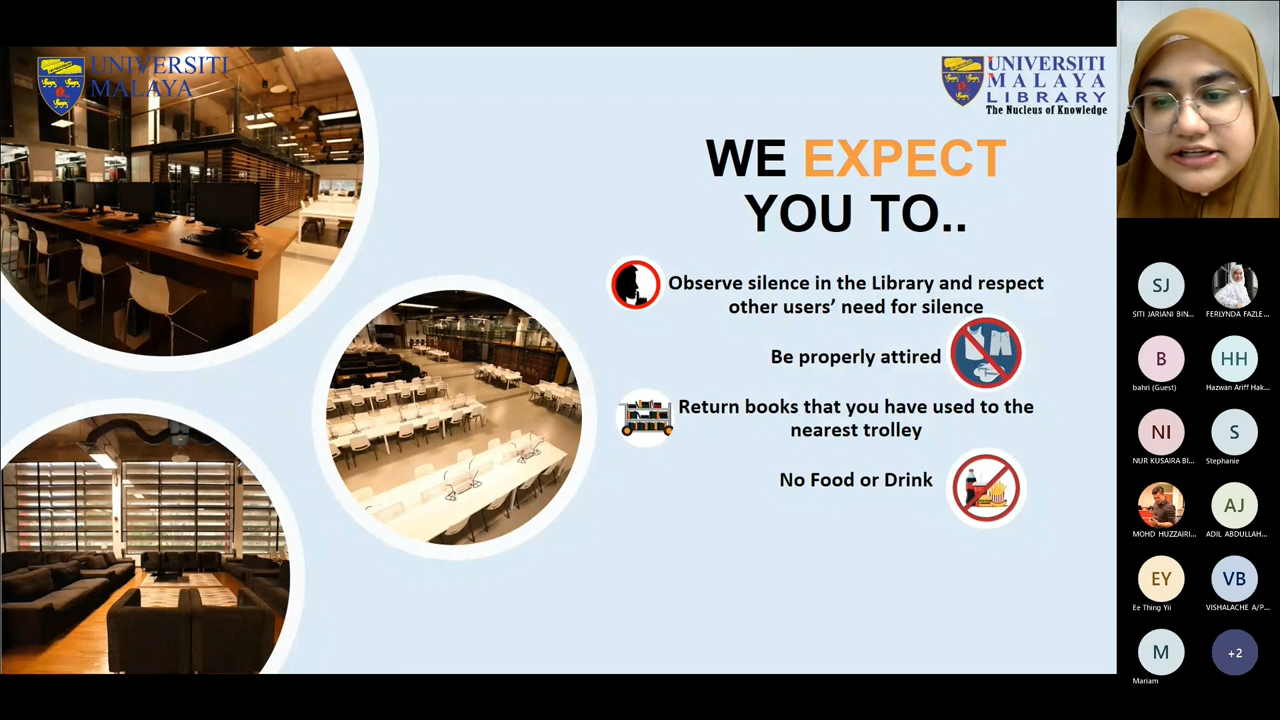 UNIVERSITI
MALAYA
UNIVERSITI
MALAYA
LIBRARY
The Nucleus of Knowledge
WE EXPECT
YOU TO..
Observe silence in the Library and respect
other users’ need for silence
Be properly attired
Return books that you have used to the
nearest trolley
No Food or Drink
SJ
SITI JARIANI BIN...
FERLYNDA FAZLE...
B
bahri (Guest)
HH
Hazwan Ariff Hak...
NI
NUR KUSAIRA BI...
S
Stephanie
MOHD HUZZAIRI...
AJ
ADIL ABDULLAH...
EY
Ee Thing Yii
VB
VISHALACHE A/P...
M
Mariam
+2